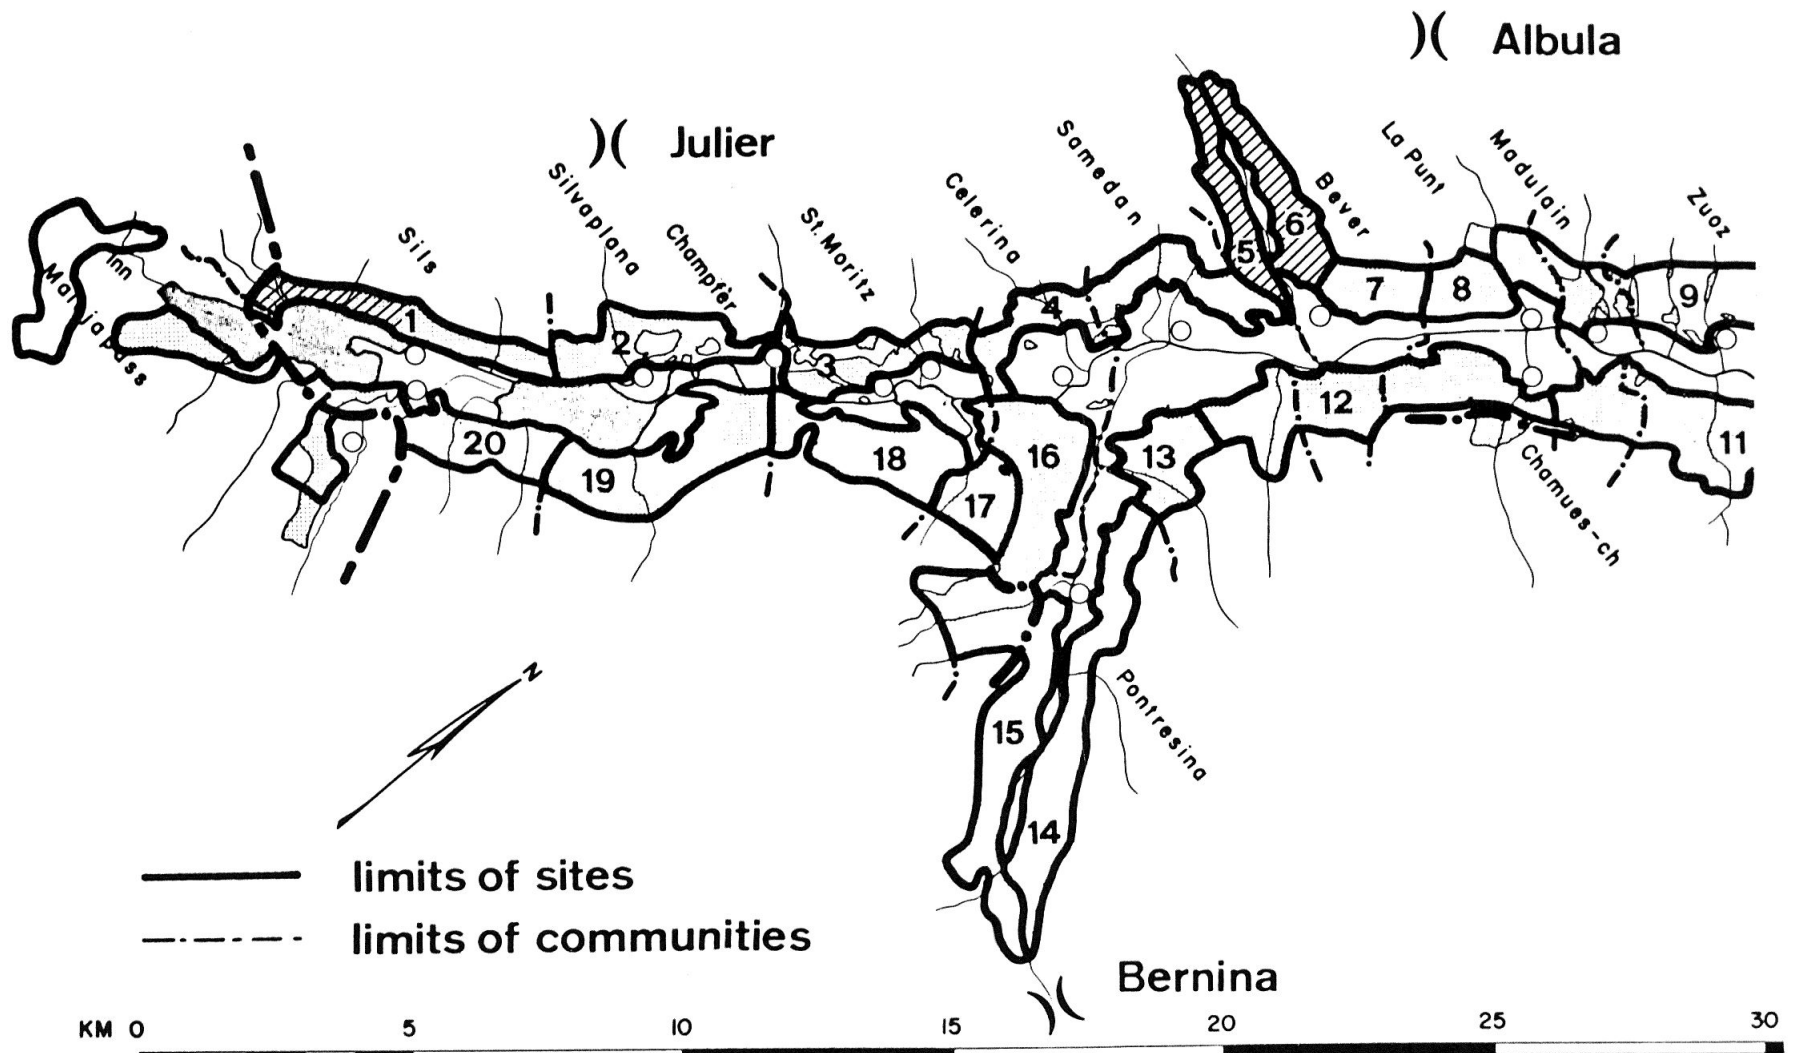 )( Albula
)( Julier
Sils
Silvaplana
Champfèr
St. Moritz
Celerina
Samedan
Bever
La Punt
Madulain
Zuoz
Inn
1
2
3
4
5
6
7
8
9
20
19
18
17
16
13
12
11
Chamues-ch
Pontresina
15
14
N
limits of sites
limits of communities
Bernina
)(
KM 0 5 10 15 20 25 30